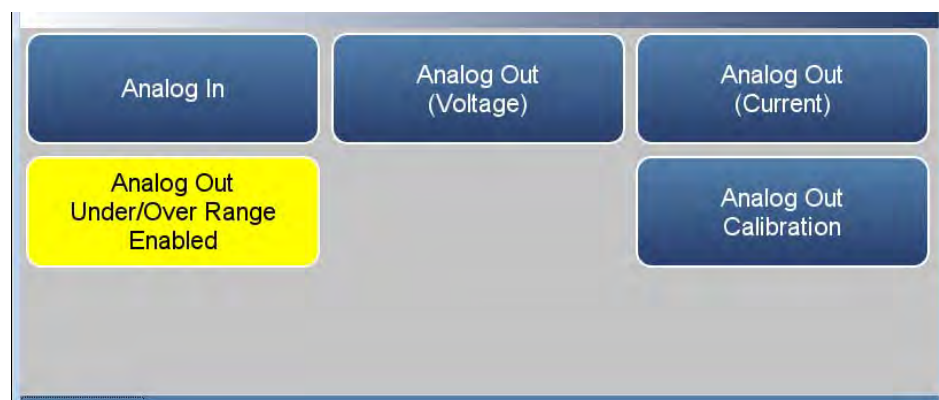 Analog In
Analog Out
(Voltage)
Analog Out
(Current)
Analog Out
Under/Over Range
Enabled
Analog Out
Calibration